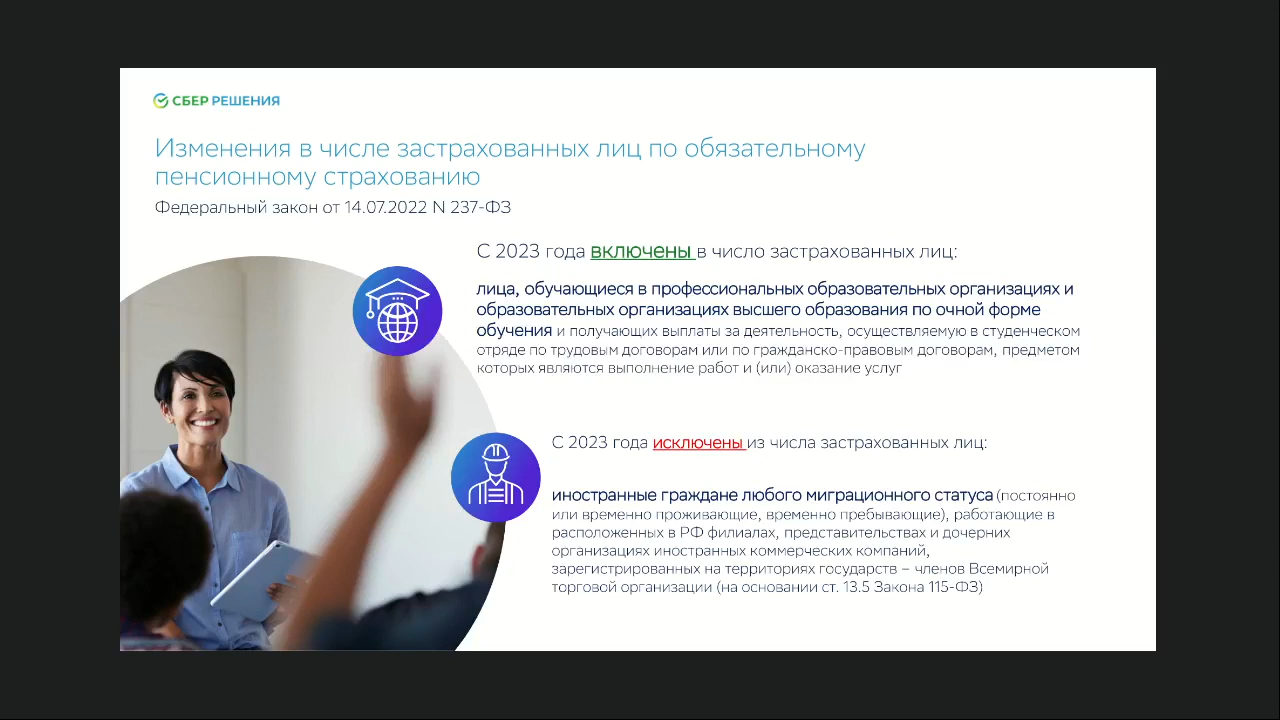 СБЕР РЕШЕНИЯ
Изменения в числе застрахованных лиц по обязательному
пенсионному страхованию
Федеральный закон от 14.07.2022 N 237-ФЗ
С 2023 года включены в число застрахованных лиц:
лица, обучающиеся в профессиональных образовательных организациях и
образовательных организациях высшего образования по очной форме
обучения и получающих выплаты за деятельность, осуществляемую в студенческом
отряде по трудовым договорам или по гражданско-правовым договорам, предметом
которых являются выполнение работ и (или) оказание услуг
С 2023 года исключены из числа застрахованных лиц:
иностранные граждане любого миграционного статуса (постоянно
или временно проживающие, временно пребывающие), работающие в
расположенных в РФ филиалах, представительствах и дочерних
организациях иностранных коммерческих компаний,
зарегистрированных на территориях государств – членов Всемирной
торговой организации (на основании ст. 13.5 Закона 115-ФЗ)